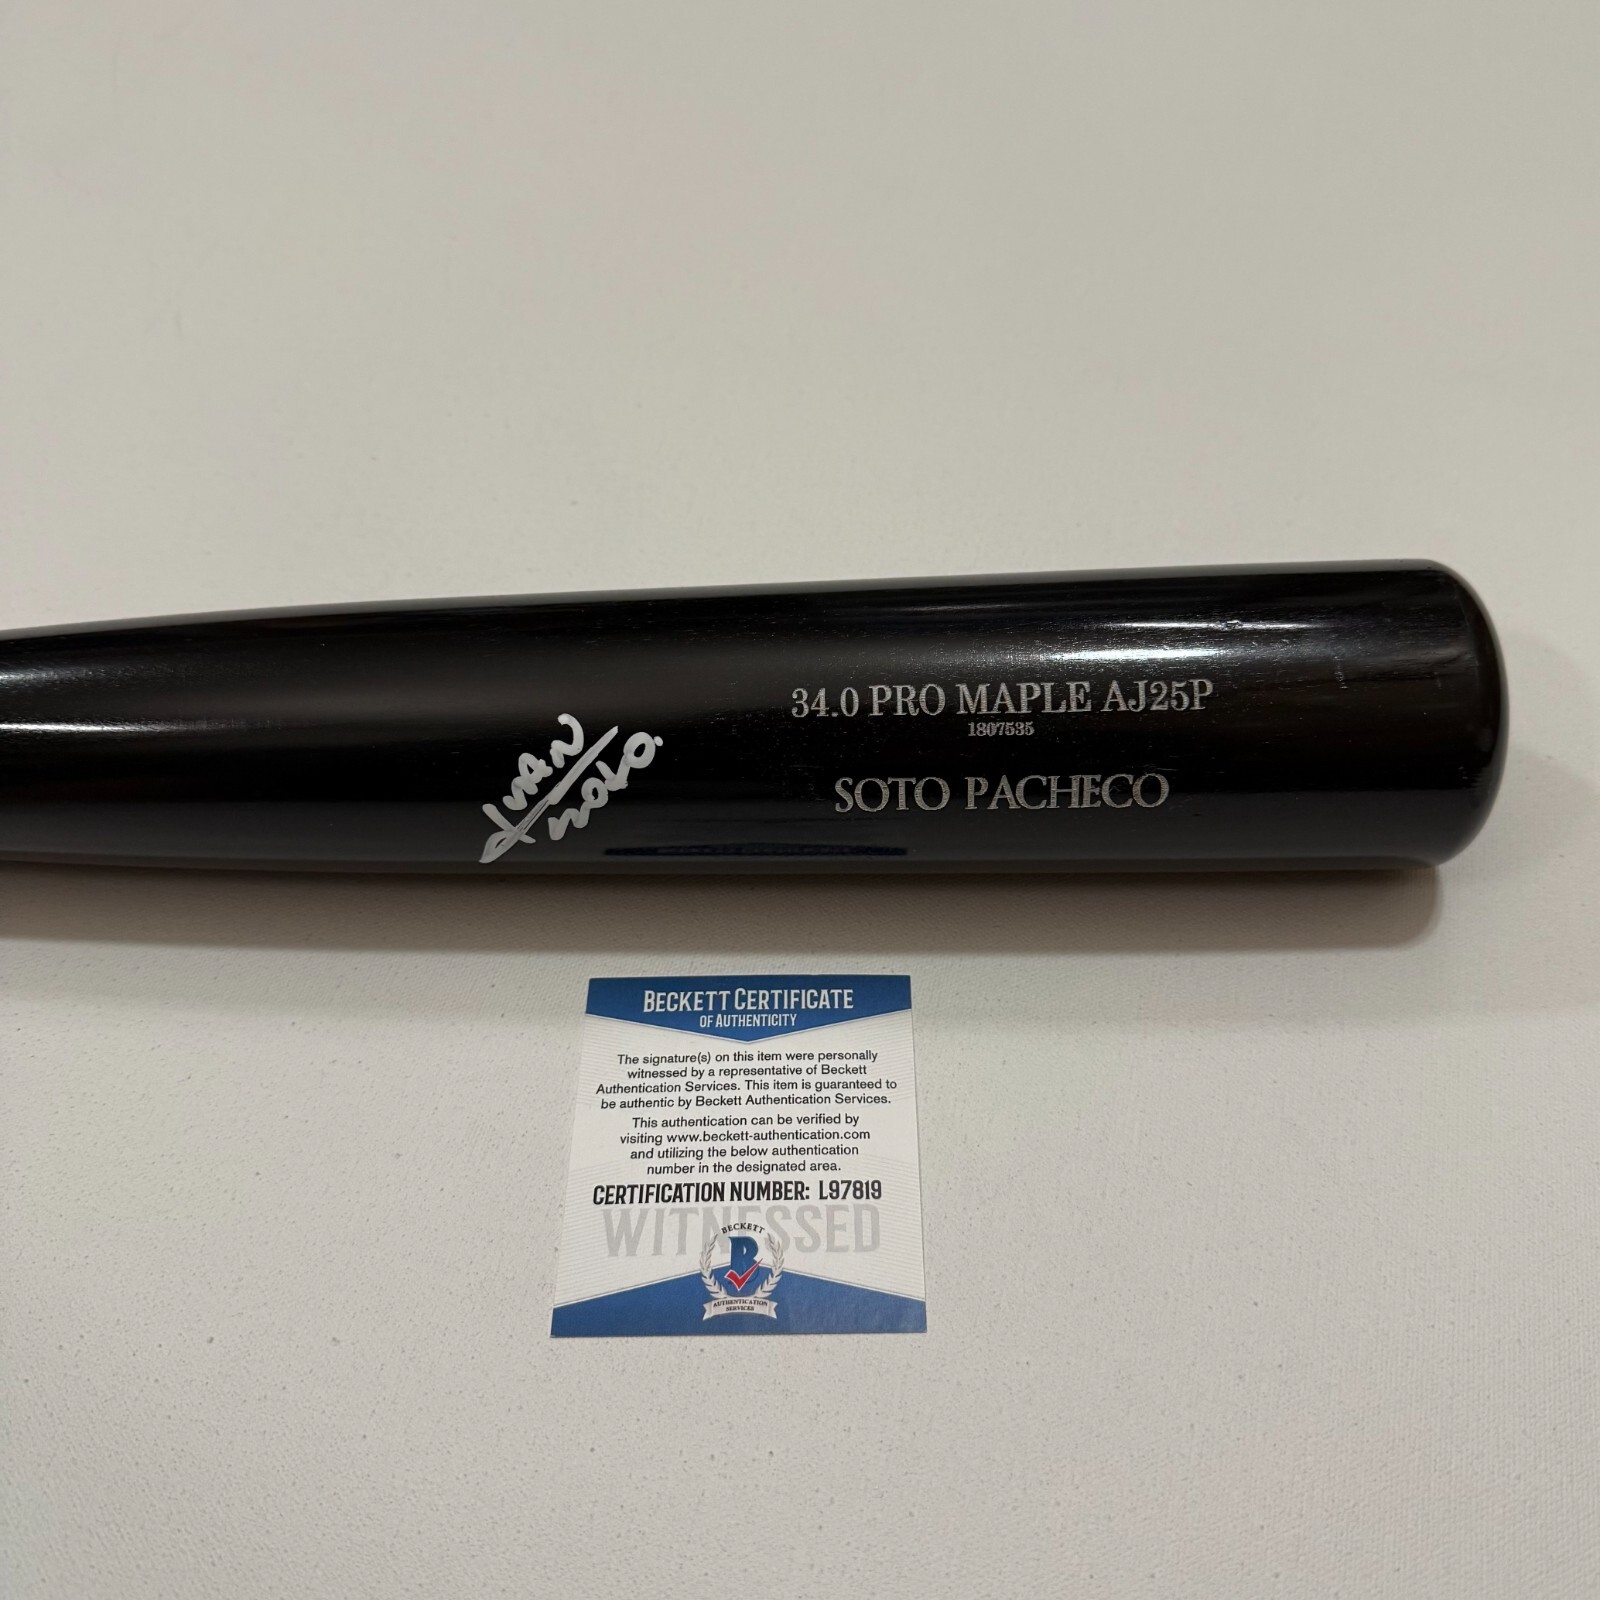 34.0 PRO MAPLE AJ25P
1807535
SOTO PACHECO
BECKETT CERTIFICATE
OF AUTHENTICITY
The signature(s) on this item were personally
witnessed by a representative of Beckett
Authentication Services. This item is guaranteed to
be authentic by Beckett Authentication Services.
This authentication can be verified by
visiting www.beckett-authentication.com
and utilizing the below authentication
number in the designated area.
CERTIFICATION NUMBER: L97819
WITNESSED
BECKETT
B
AUTHENTICATION
SERVICES